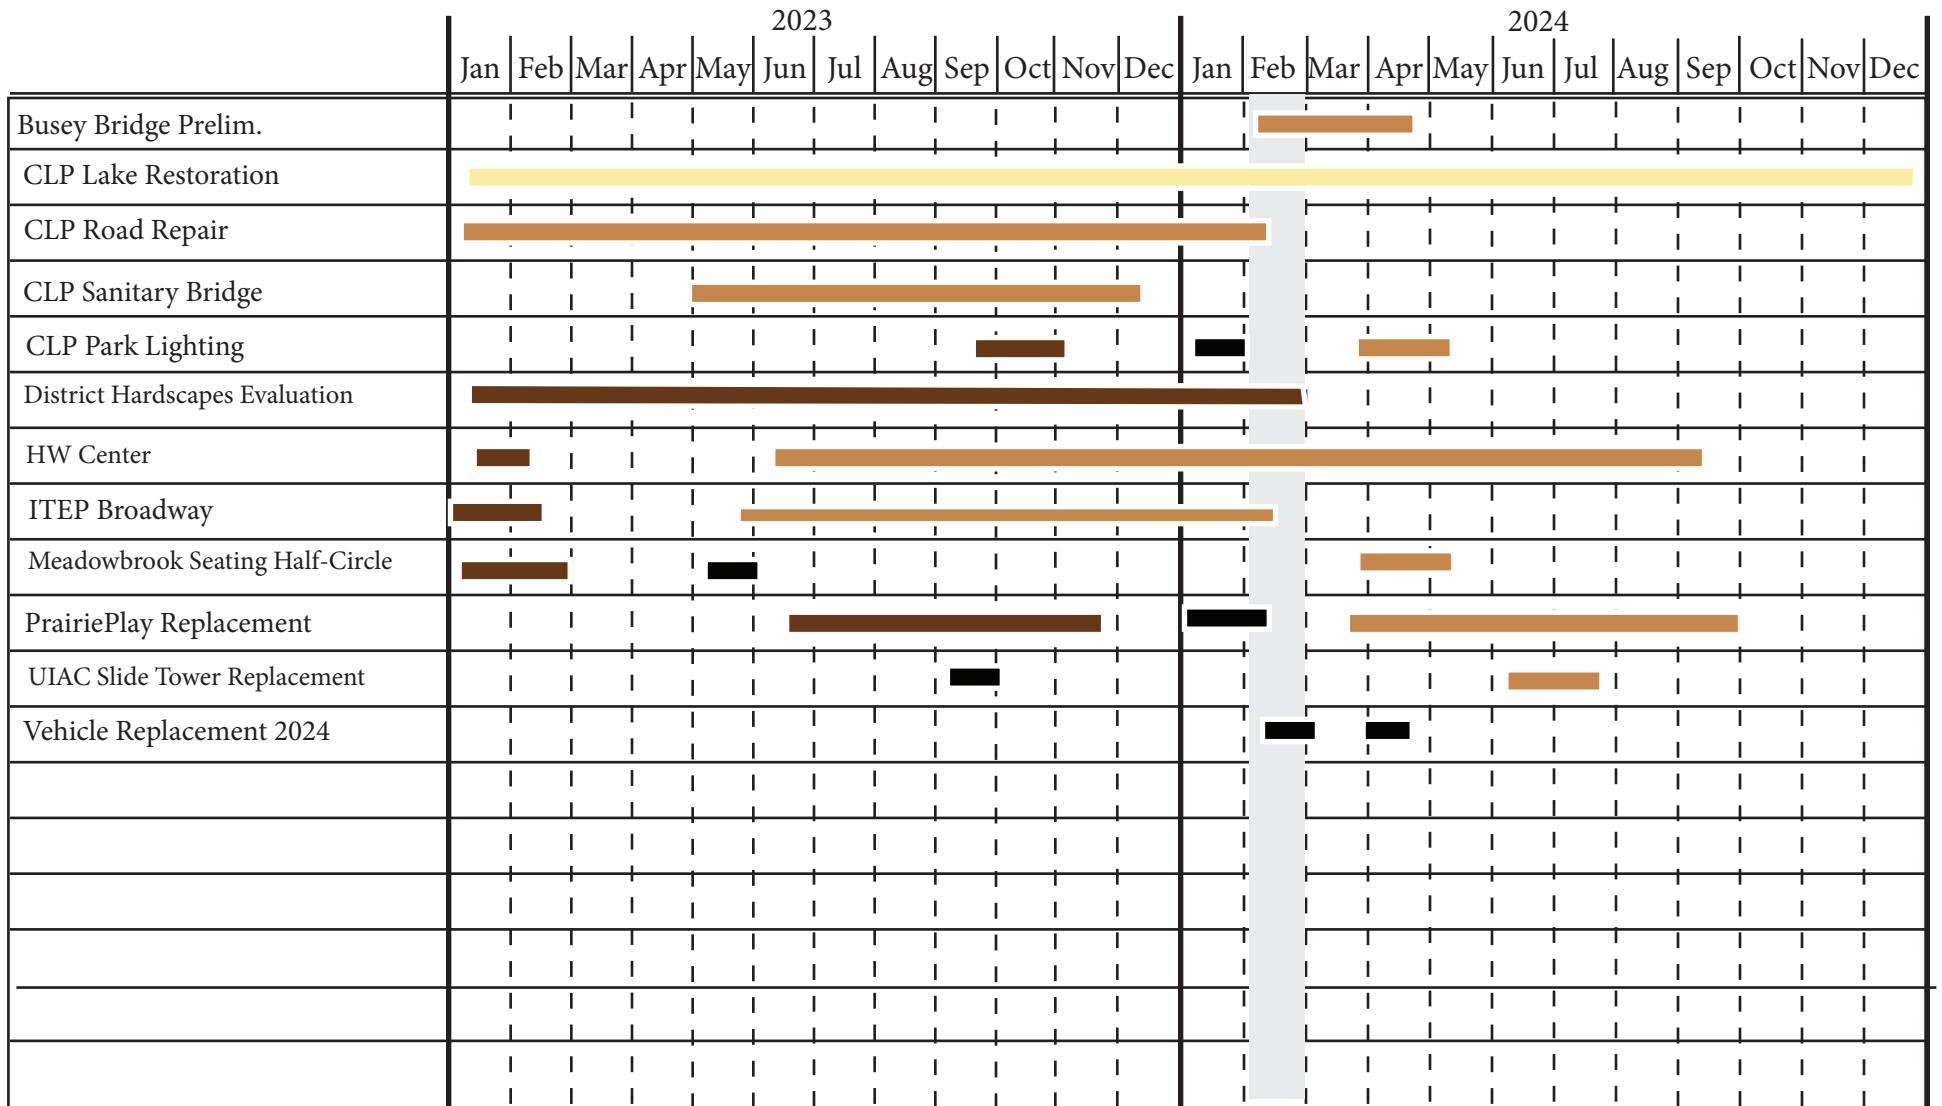 2023 2024
Jan Feb Mar Apr May Jun Jul Aug Sep Oct Nov Dec Jan Feb Mar Apr May Jun Jul Aug Sep Oct Nov Dec
Busey Bridge Prelim.
CLP Lake Restoration
CLP Road Repair
CLP Sanitary Bridge
CLP Park Lighting
District Hardscapes Evaluation
HW Center
ITEP Broadway
Meadowbrook Seating Half-Circle
PrairiePlay Replacement
UIAC Slide Tower Replacement
Vehicle Replacement 2024